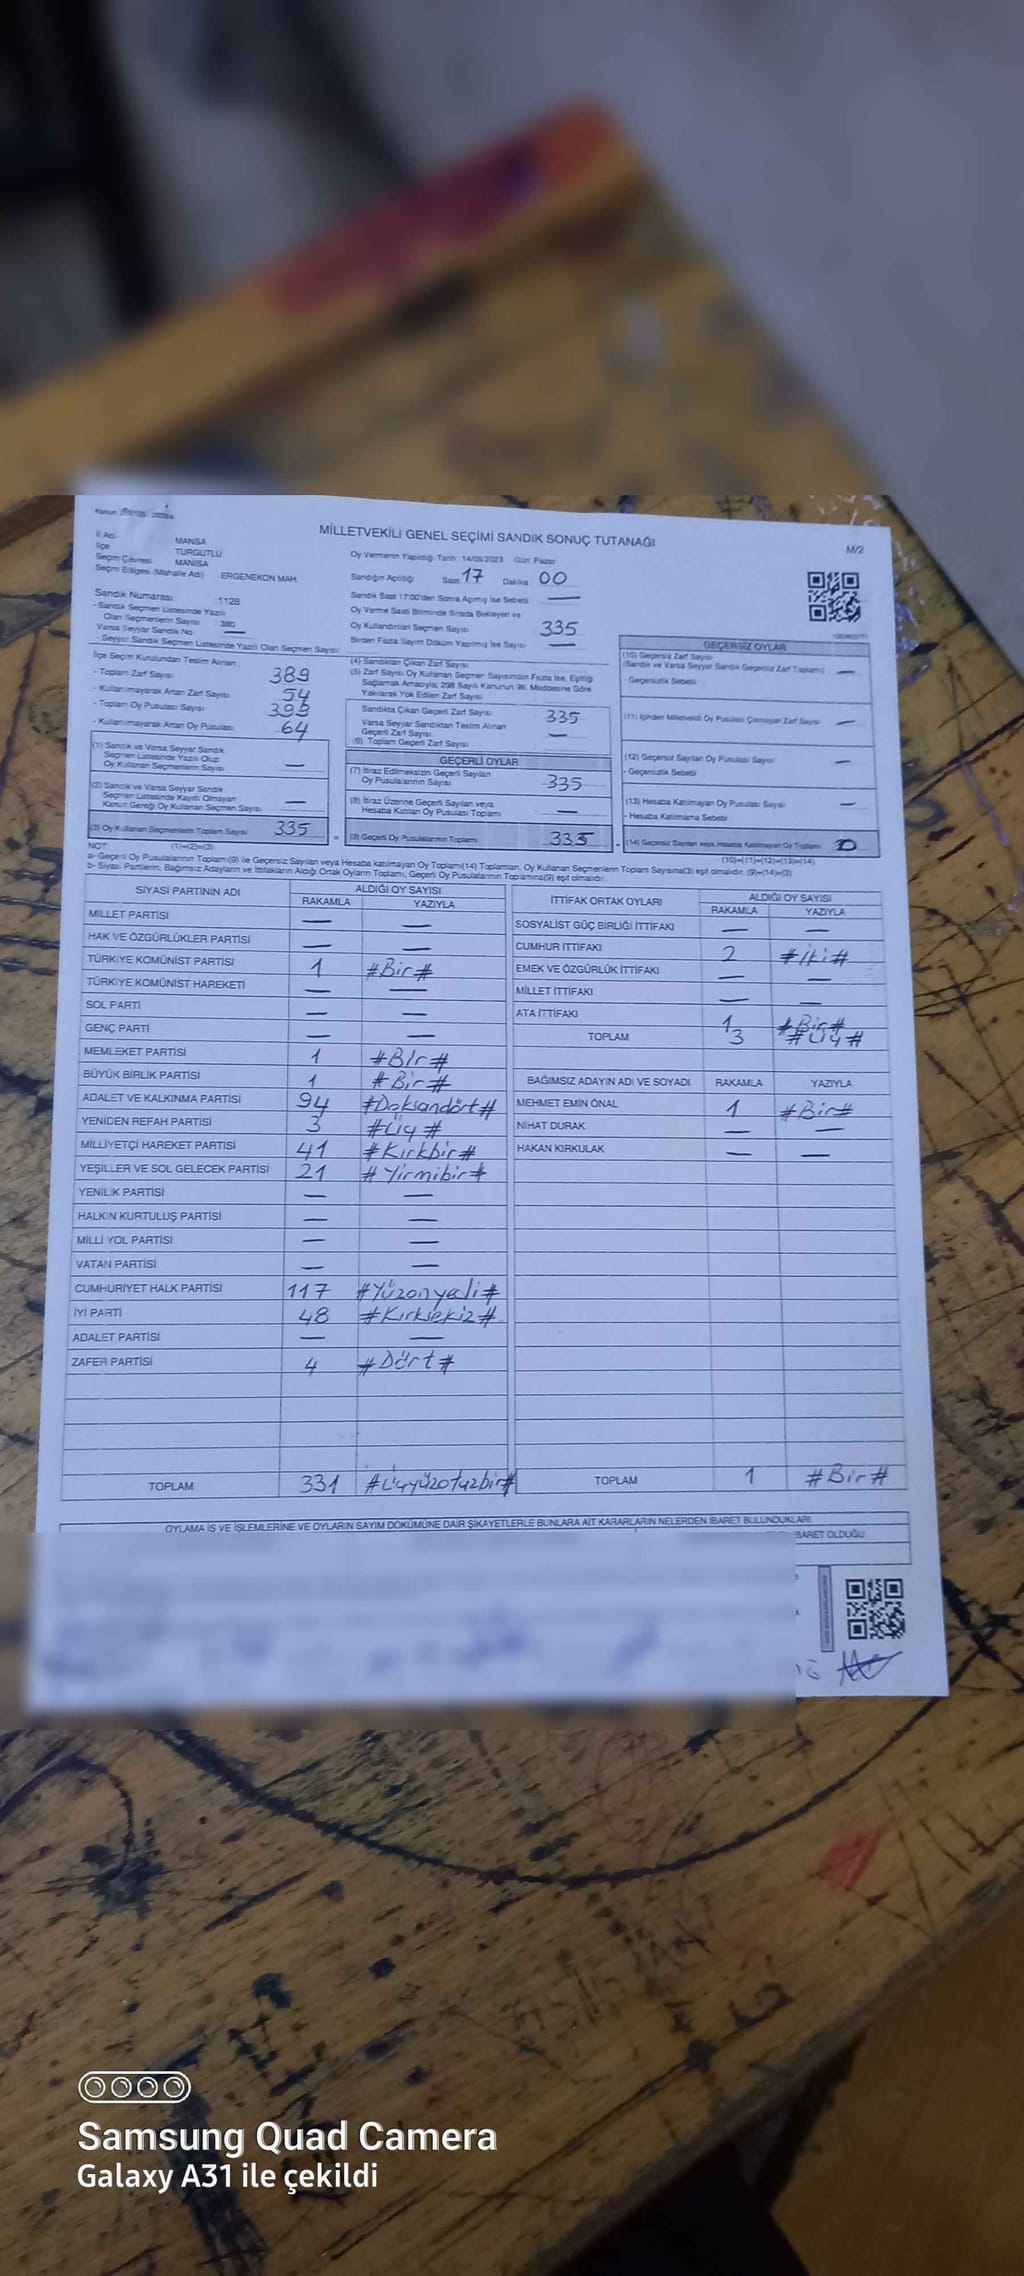 MİLLETVEKİLİ GENEL SEÇİMİ SANDIK SONUÇ TUTANAĞI
M/2
İl Adı : MANİSA
İlçe : TURGUTLU
Seçim Çevresi : MANİSA
Seçim Bölgesi (Mahalle Adı) : ERGENEKON MAH.
Oy Vermenin Yapıldığı Tarih : 14/05/2023 Gün: Pazar
Sandığın Açıldığı Saat: 17 Dakika 00
Sandık Saat 17:00'den Sonra Açılmış İse Sebebi —
Sandık Numarası : 1128
- Sandık Seçmen Listesinde Yazılı
Olan Seçmenlerin Sayısı : 380
Varsa Seyyar Sandık No —
- Seyyar Sandık Seçmen Listesinde Yazılı Olan Seçmen Sayısı:
Oy Verme Saati Bitiminde Sırada Bekleyen ve
Oy Kullandırılan Seçmen Sayısı 335
Birden Fazla Sayım Döküm Yapılmış İse Sayısı —
İlçe Seçim Kurulundan Teslim Alınan :
- Toplam Zarf Sayısı 389
- Kullanılmayarak Artan Zarf Sayısı 54
- Toplam Oy Pusulası Sayısı 399
- Kullanılmayarak Artan Oy Pusulası 64
(1) Sandık ve Varsa Seyyar Sandık
Seçmen Listesinde Yazılı Olup
Oy Kullanan Seçmenlerin Sayısı —
(2) Sandık ve Varsa Seyyar Sandık
Seçmen Listesinde Kayıtlı Olmayan
Kanun Gereği Oy Kullanan Seçmen Sayısı —
(3) Oy Kullanan Seçmenlerin Toplam Sayısı 335
(4) Sandıktan Çıkan Zarf Sayısı
(5) Zarf Sayısı Oy Kullanan Seçmen Sayısından Fazla İse, Eşitliği
Sağlamak Amacıyla, 298 Sayılı Kanunun 98. Maddesine Göre
Yakılarak Yok Edilen Zarf Sayısı
Sandıkta Çıkan Geçerli Zarf Sayısı 335
Varsa Seyyar Sandıktan Teslim Alınan
Geçerli Zarf Sayısı —
(6) Toplam Geçerli Zarf Sayısı
GEÇERLİ OYLAR
(7) İtiraz Edilmeksizin Geçerli Sayılan
Oy Pusulalarının Sayısı 335
(8) İtiraz Üzerine Geçerli Sayılan veya
Hesaba Katılan Oy Pusulası Toplamı —
= (9) Geçerli Oy Pusulalarının Toplamı 335
GEÇERSİZ OYLAR
(10) Geçersiz Zarf Sayısı
(Sandık ve Varsa Seyyar Sandık Geçersiz Zarf Toplamı) —
- Geçersizlik Sebebi
(11) İçinden Milletvekili Oy Pusulası Çıkmayan Zarf Sayısı —
(12) Geçersiz Sayılan Oy Pusulası Sayısı —
- Geçersizlik Sebebi
(13) Hesaba Katılmayan Oy Pusulası Sayısı —
- Hesaba Katılmama Sebebi
(14) Geçersiz Sayılan veya Hesaba Katılmayan Oy Toplamı 0
NOT: (1)+(2)=(3) (10)+(11)+(12)+(13)=(14)
a- Geçerli Oy Pusulalarının Toplamı(9) ile Geçersiz Sayılan veya Hesaba katılmayan Oy Toplamı(14) Toplamları, Oy Kullanan Seçmenlerin Toplam Sayısına(3) eşit olmalıdır. (9)+(14)=(3)
b- Siyasi Partilerin, Bağımsız Adayların ve İttifakların Aldığı Ortak Oyların Toplamı, Geçerli Oy Pusulalarının Toplamına(9) eşit olmalıdır.
SİYASİ PARTİNİN ADI ALDIĞI OY SAYISI
RAKAMLA YAZIYLA
MİLLET PARTİSİ — —
HAK VE ÖZGÜRLÜKLER PARTİSİ — —
TÜRKİYE KOMÜNİST PARTİSİ 1 #Bir#
TÜRKİYE KOMÜNİST HAREKETİ — —
SOL PARTİ — —
GENÇ PARTİ — —
MEMLEKET PARTİSİ 1 #Bir#
BÜYÜK BİRLİK PARTİSİ 1 #Bir#
ADALET VE KALKINMA PARTİSİ 94 #Doksandört#
YENİDEN REFAH PARTİSİ 3 #Üç#
MİLLİYETÇİ HAREKET PARTİSİ 41 #Kırkbir#
YEŞİLLER VE SOL GELECEK PARTİSİ 21 #Yirmibir#
YENİLİK PARTİSİ — —
HALKIN KURTULUŞ PARTİSİ — —
MİLLİ YOL PARTİSİ — —
VATAN PARTİSİ — —
CUMHURİYET HALK PARTİSİ 117 #Yüzonyedi#
İYİ PARTİ 48 #Kırksekiz#
ADALET PARTİSİ — —
ZAFER PARTİSİ 4 #Dört#
TOPLAM 331 #Üçyüzotuzbir#
İTTİFAK ORTAK OYLARI ALDIĞI OY SAYISI
RAKAMLA YAZIYLA
SOSYALİST GÜÇ BİRLİĞİ İTTİFAKI — —
CUMHUR İTTİFAKI 2 #İki#
EMEK VE ÖZGÜRLÜK İTTİFAKI — —
MİLLET İTTİFAKI — —
ATA İTTİFAKI 1 #Bir#
TOPLAM 3 #Üç#
BAĞIMSIZ ADAYIN ADI VE SOYADI RAKAMLA YAZIYLA
MEHMET EMİN ÖNAL 1 #Bir#
NİHAT DURAK — —
HAKAN KIRKULAK — —
TOPLAM 1 #Bir#
OYLAMA İŞ VE İŞLEMLERİNE VE OYLARIN SAYIM DÖKÜMÜNE DAİR ŞİKAYETLERLE BUNLARA AİT KARARLARIN NELERDEN İBARET BULUNDUKLARI
İBARET OLDUĞU
Samsung Quad Camera
Galaxy A31 ile çekildi